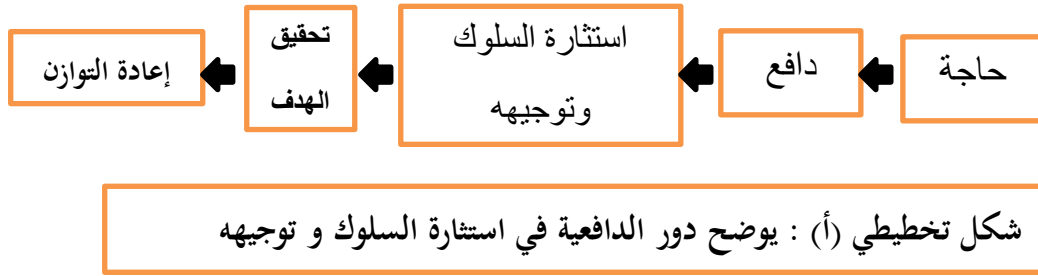 حاجة
دافع
استثارة السلوك
وتوجيهه
تحقيق
الهدف
إعادة التوازن
شكل تخطيطي (أ) : يوضح دور الدافعية في استثارة السلوك و توجيهه